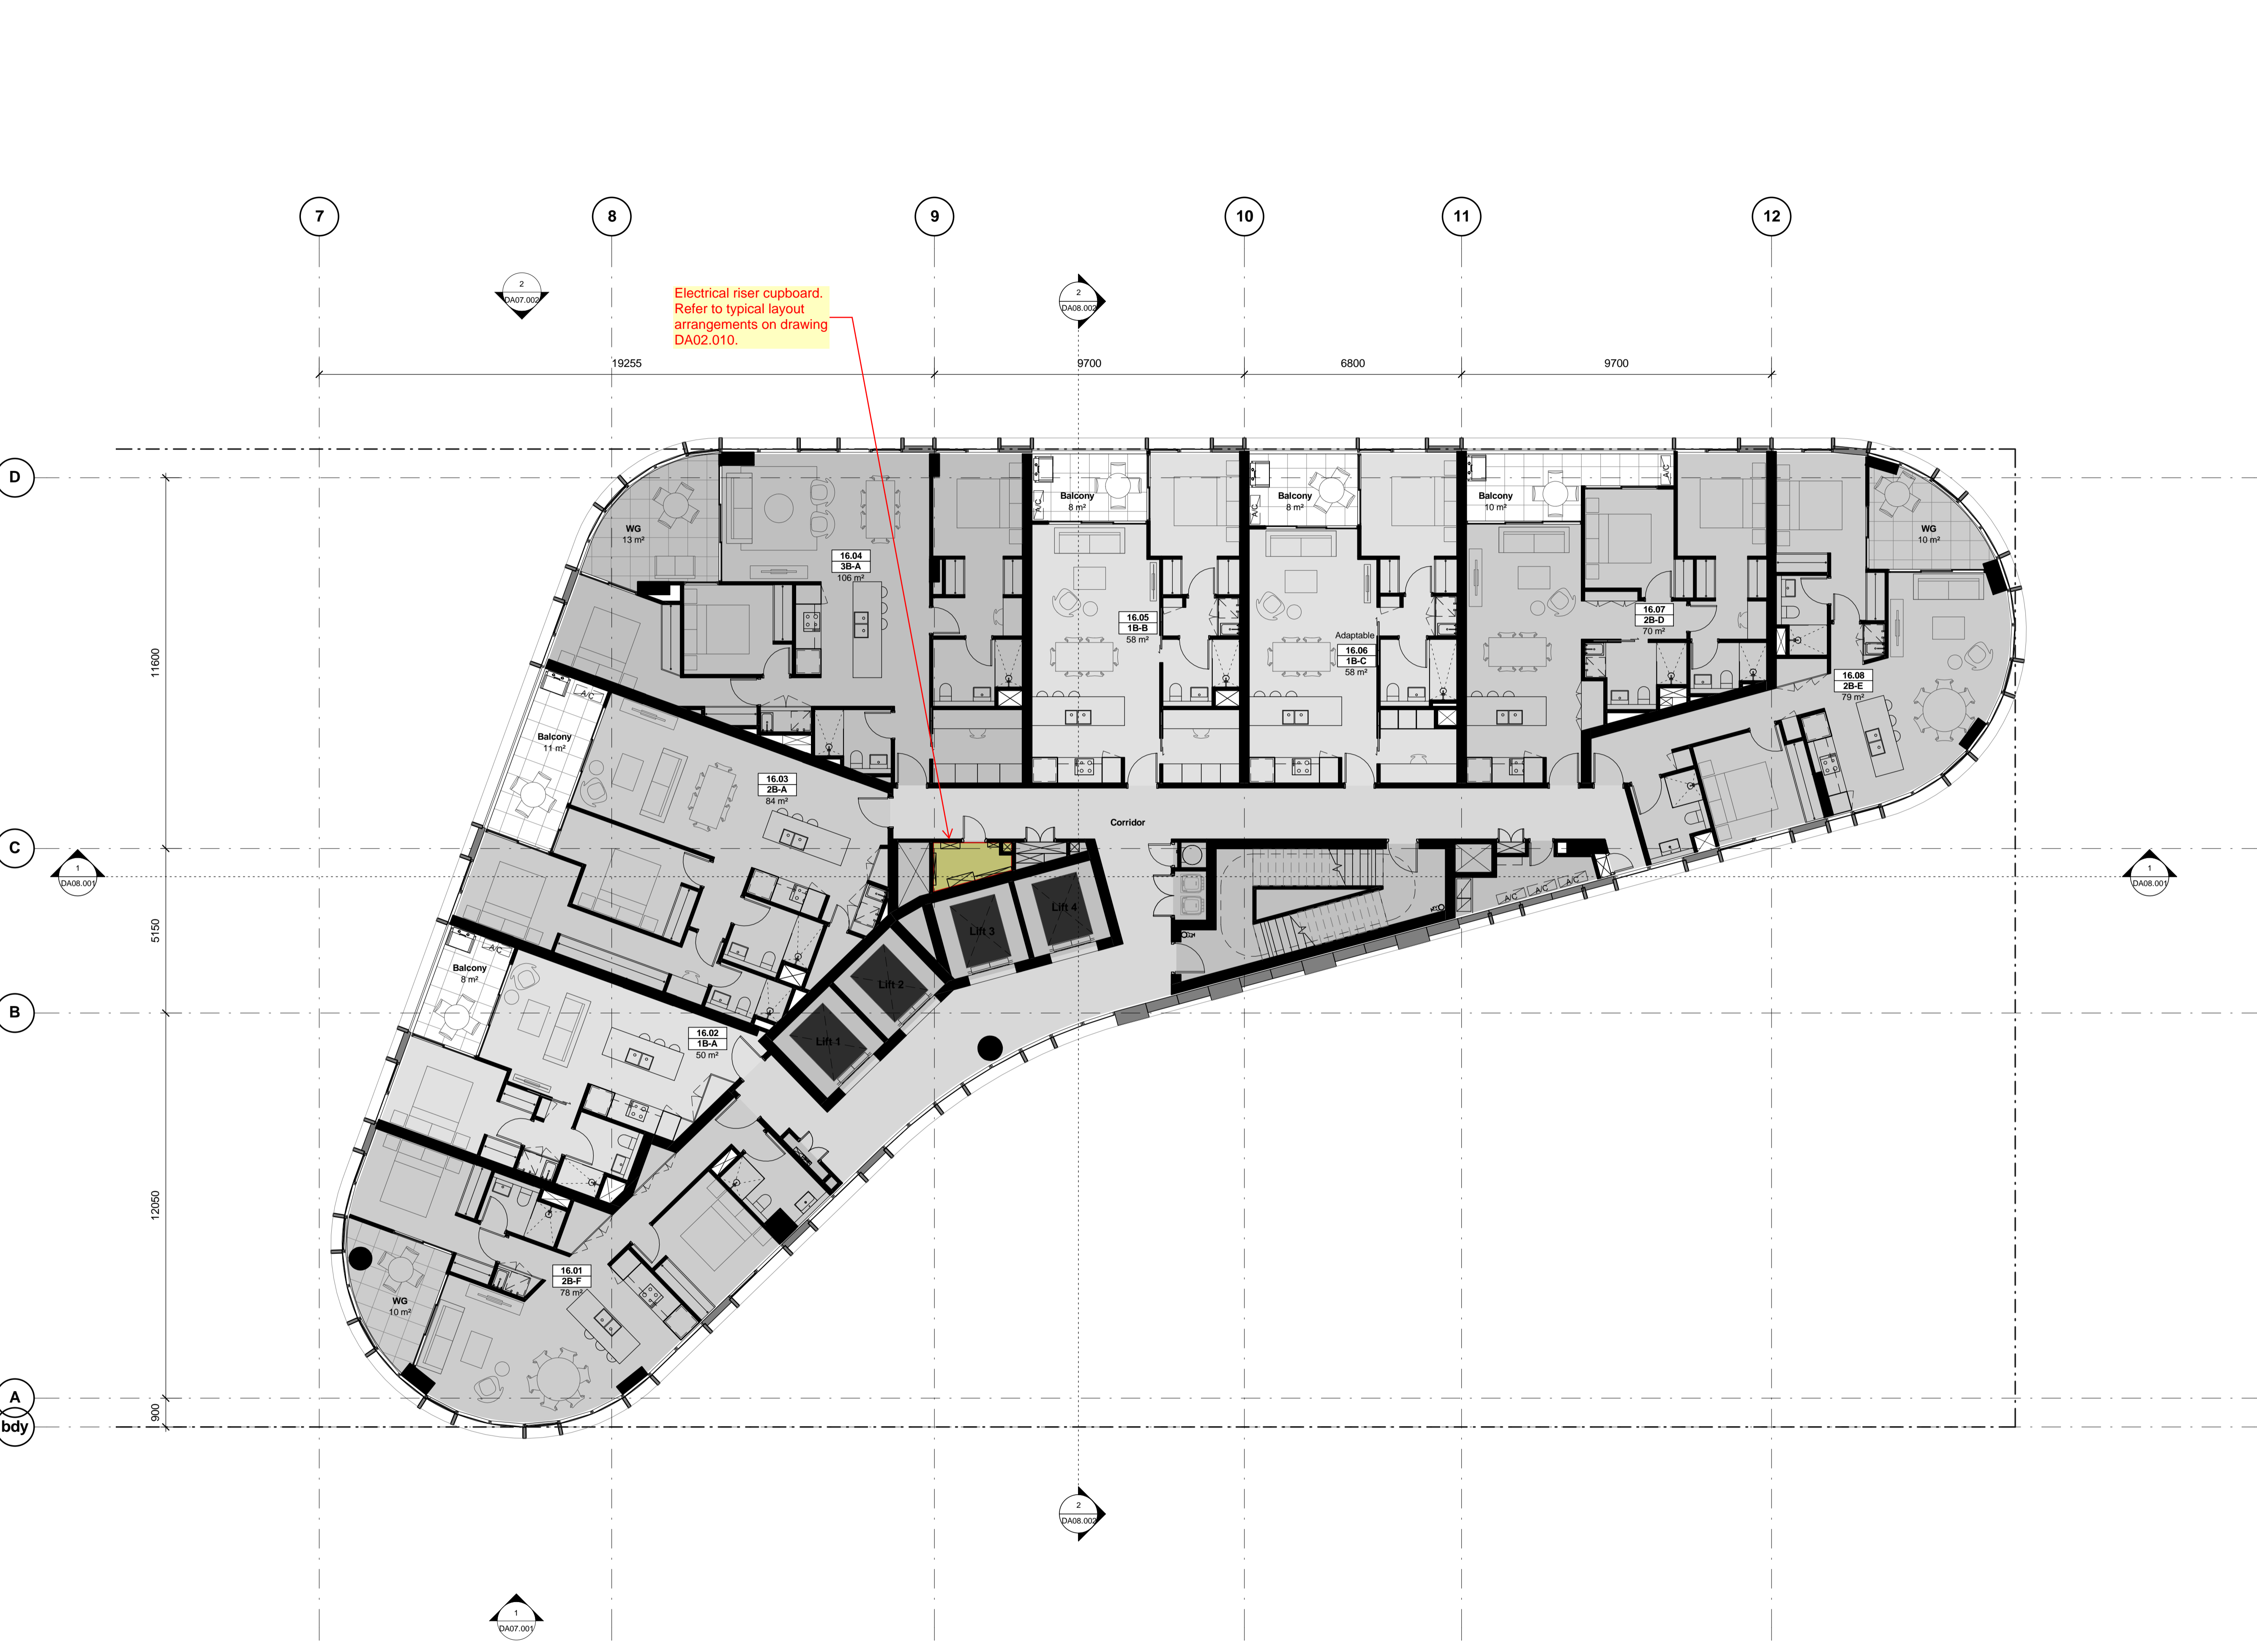 7
8
9
10
11
12
2
DA07.002
2
DA08.002
Electrical riser cupboard.
Refer to typical layout
arrangements on drawing
DA02.010.
19255
9700
6800
9700
D
C
B
A
bdy
11600
5150
12050
900
WG
13 m²
16.04
3B-A
106 m²
Balcony
8 m²
A/C
16.05
1B-B
58 m²
Balcony
8 m²
A/C
Adaptable
16.06
1B-C
58 m²
Balcony
10 m²
A/C
16.07
2B-D
70 m²
WG
10 m²
16.08
2B-E
79 m²
A/C
Balcony
11 m²
16.03
2B-A
84 m²
Corridor
1
DA08.001
1
DA08.001
A/C
A/C
A/C
Lift 4
Lift 3
Lift 2
Lift 1
A/C
Balcony
8 m²
16.02
1B-A
50 m²
16.01
2B-F
78 m²
WG
10 m²
2
DA08.002
1
DA07.001